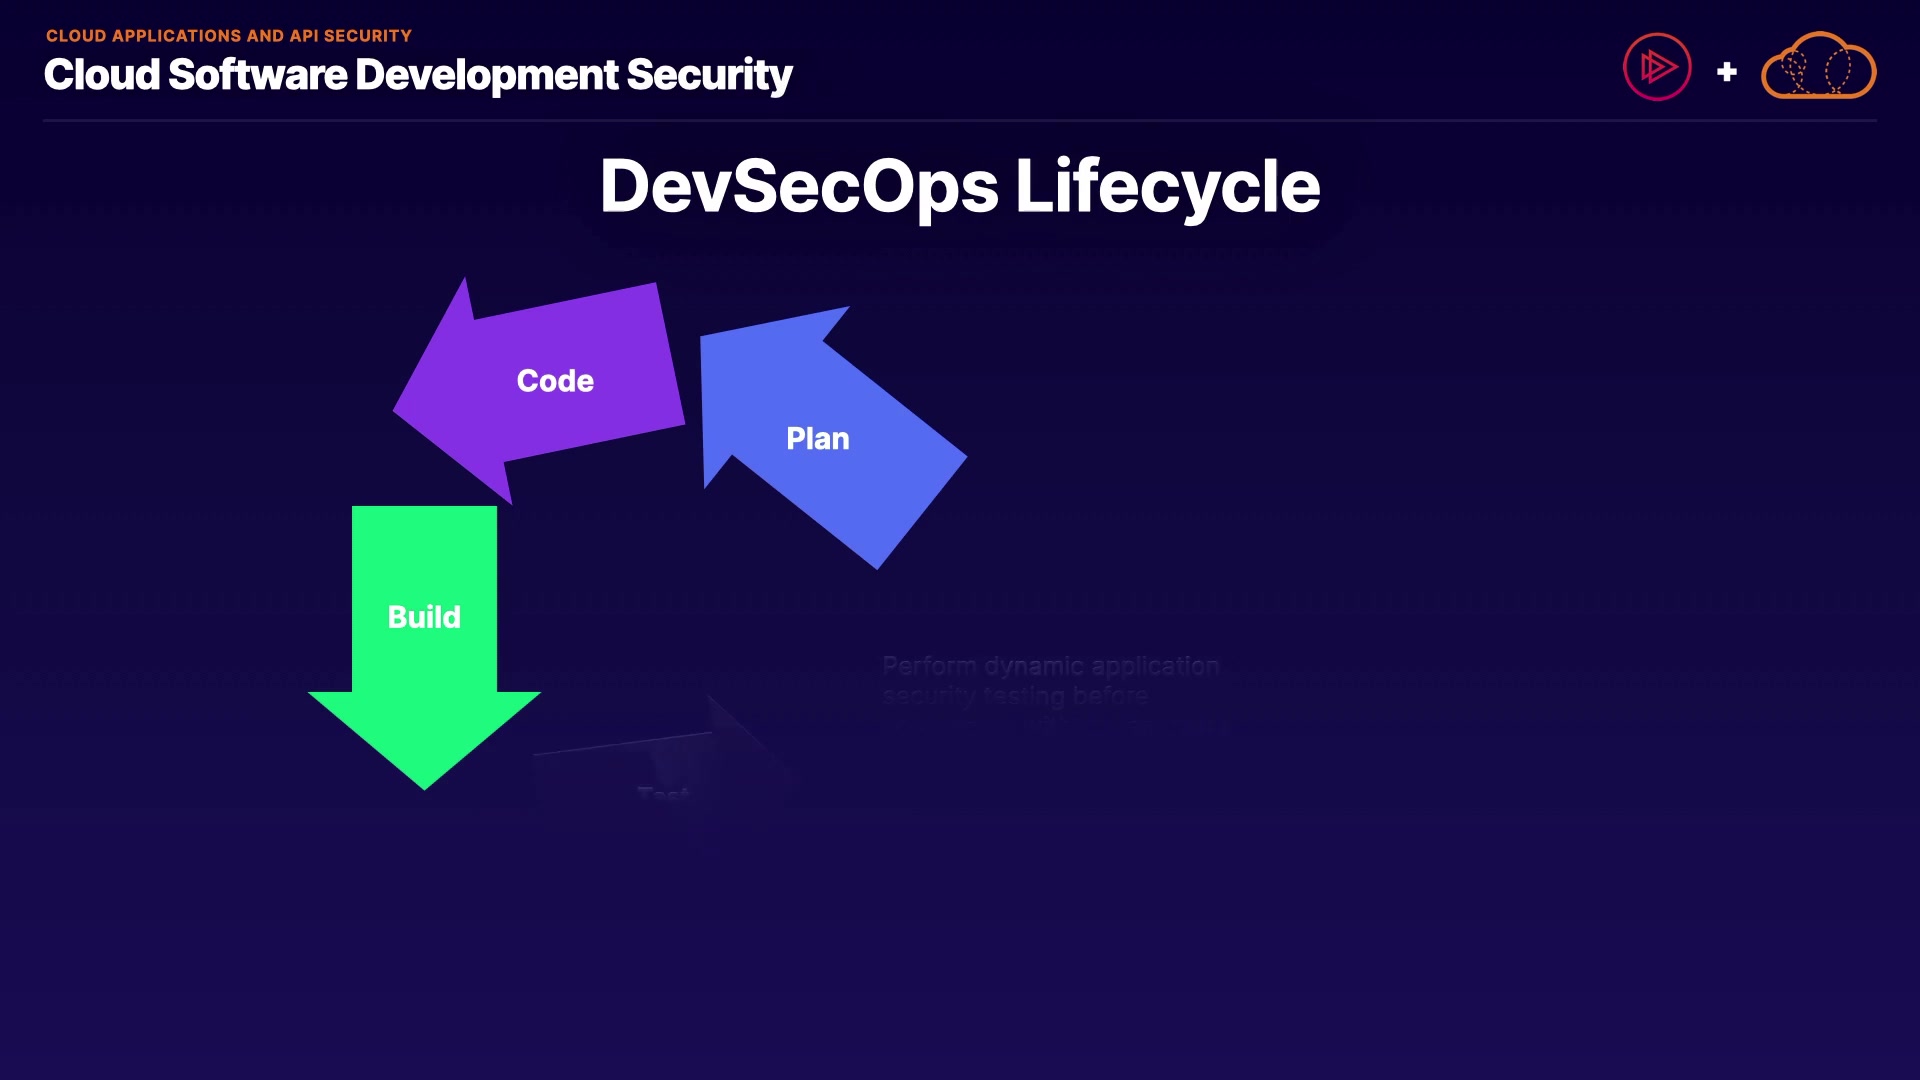 CLOUD APPLICATIONS AND API SECURITY
Cloud Software Development Security
DevSecOps Lifecycle
Code
Plan
Build
Perform dynamic application
security testing before
Test